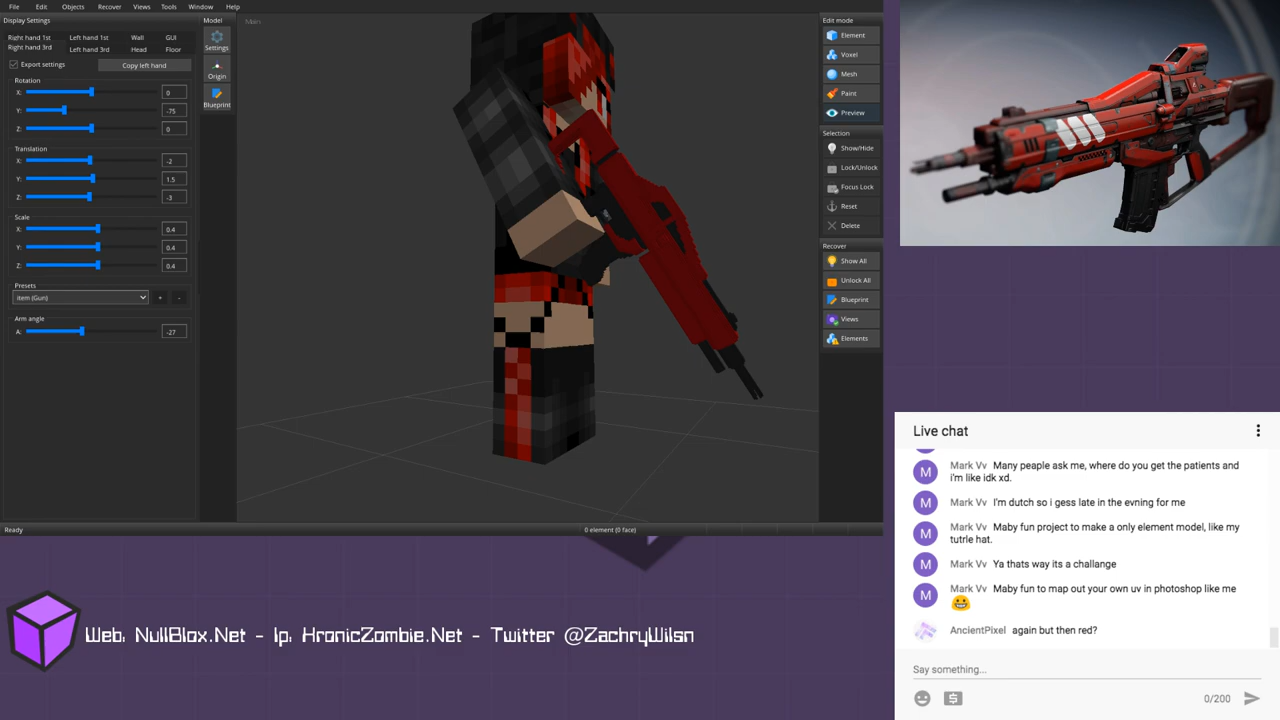 File Edit Objects Recover Views Tools Window Help
Display Settings
Right hand 1st Left hand 1st Wall GUI
Right hand 3rd Left hand 3rd Head Floor
Export settings Copy left hand
Rotation
X: 0
Y: -75
Z: 0
Translation
X: -2
Y: 1.5
Z: -3
Scale
X: 0.4
Y: 0.4
Z: 0.4
Presets
item (Gun) + -
Arm angle
A: -27
Ready
Model
Settings
Origin
Blueprint
Main
0 element (0 face)
Edit mode
Element
Voxel
Mesh
Paint
Preview
Selection
Show/Hide
Lock/Unlock
Focus Lock
Reset
Delete
Recover
Show All
Unlock All
Blueprint
Views
Elements
Live chat
M Mark Vv Many peaple ask me, where do you get the patients and
i'm like idk xd.
M Mark Vv I'm dutch so i gess late in the evning for me
M Mark Vv Maby fun project to make a only element model, like my
tutrle hat.
M Mark Vv Ya thats way its a challange
M Mark Vv Maby fun to map out your own uv in photoshop like me
AncientPixel again but then red?
Say something...
0/200
Web: NullBlox.Net - Ip: KronicZombie.Net - Twitter @ZachryWilsn